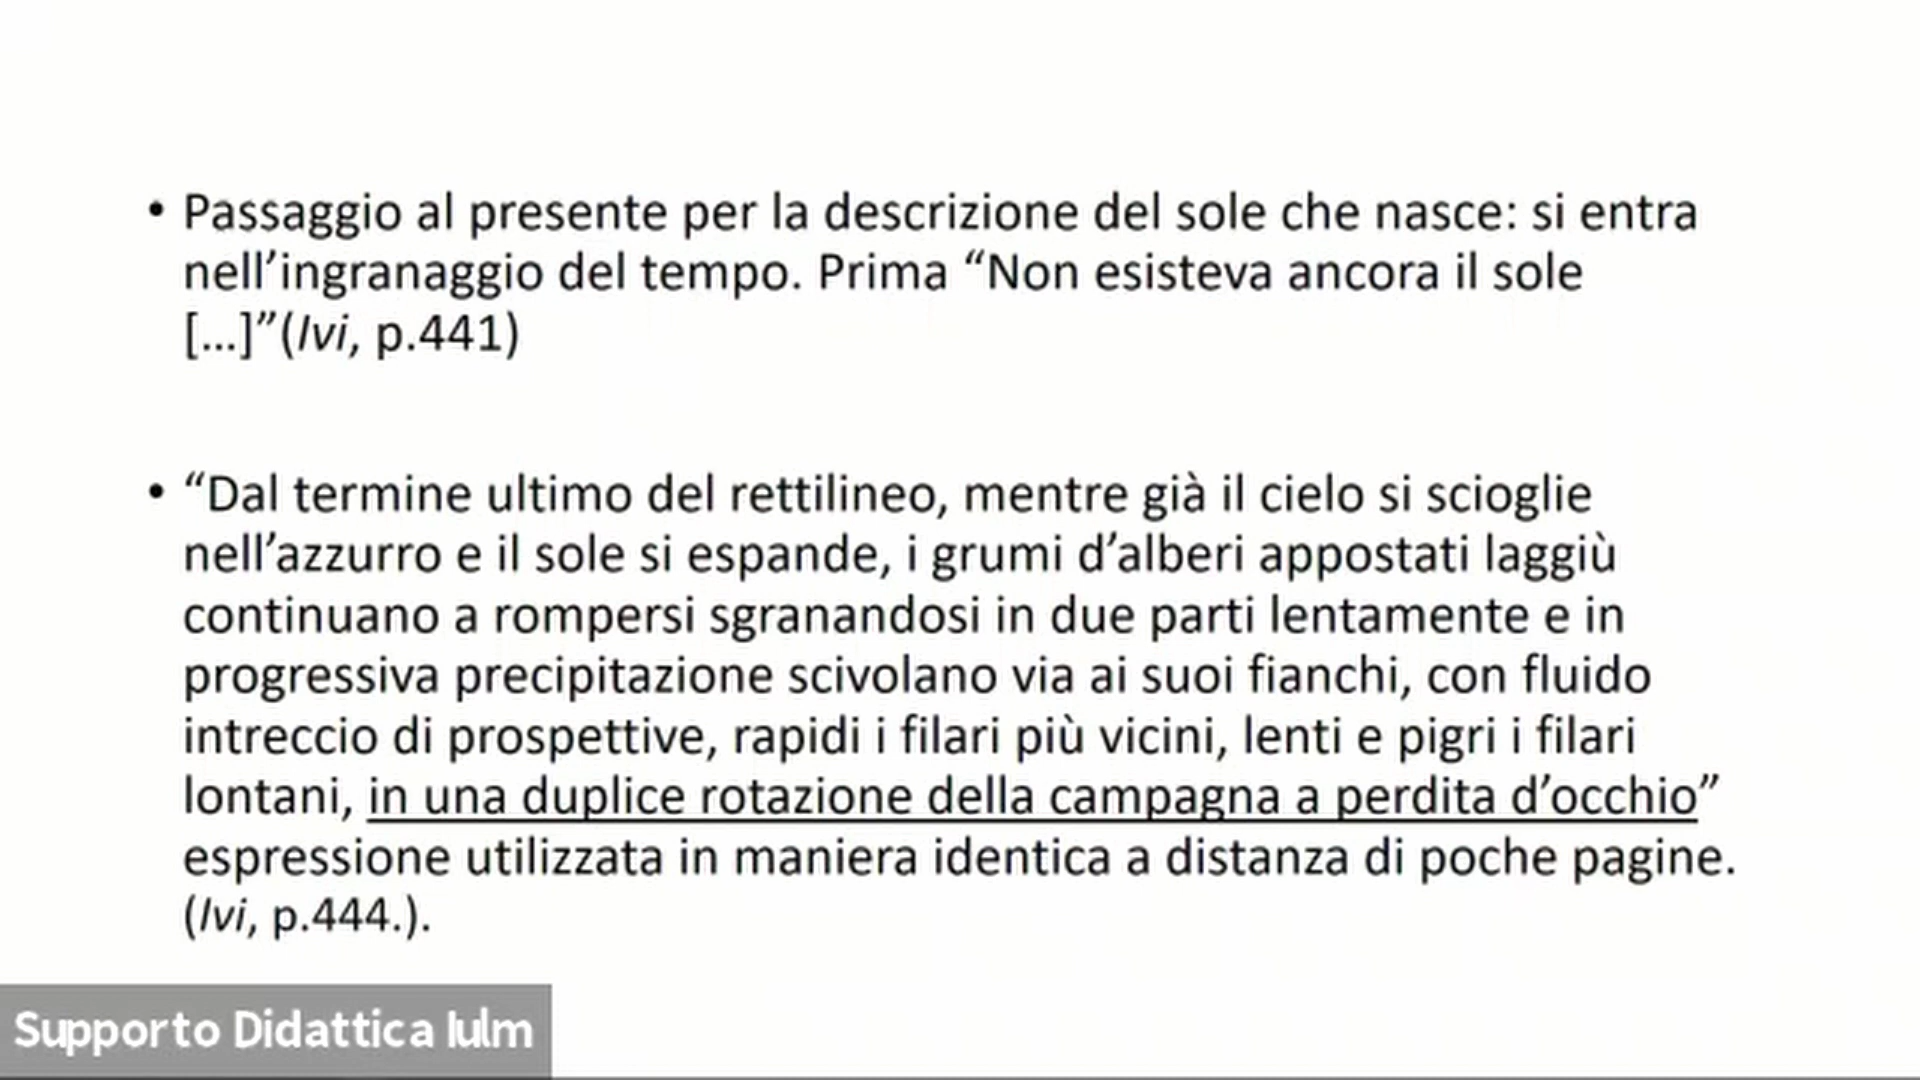 • Passaggio al presente per la descrizione del sole che nasce: si entra
nell’ingranaggio del tempo. Prima “Non esisteva ancora il sole
[…]”(Ivi, p.441)
• “Dal termine ultimo del rettilineo, mentre già il cielo si scioglie
nell’azzurro e il sole si espande, i grumi d’alberi appostati laggiù
continuano a rompersi sgranandosi in due parti lentamente e in
progressiva precipitazione scivolano via ai suoi fianchi, con fluido
intreccio di prospettive, rapidi i filari più vicini, lenti e pigri i filari
lontani, in una duplice rotazione della campagna a perdita d’occhio”
espressione utilizzata in maniera identica a distanza di poche pagine.
(Ivi, p.444.).
Supporto Didattica Iulm